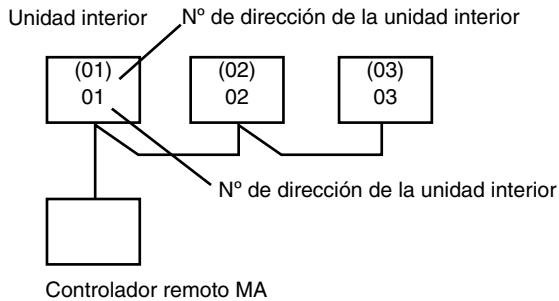 Unidad interior
Nº de dirección de la unidad interior
(01)
01
(02)
02
(03)
03
Nº de dirección de la unidad interior
Controlador remoto MA